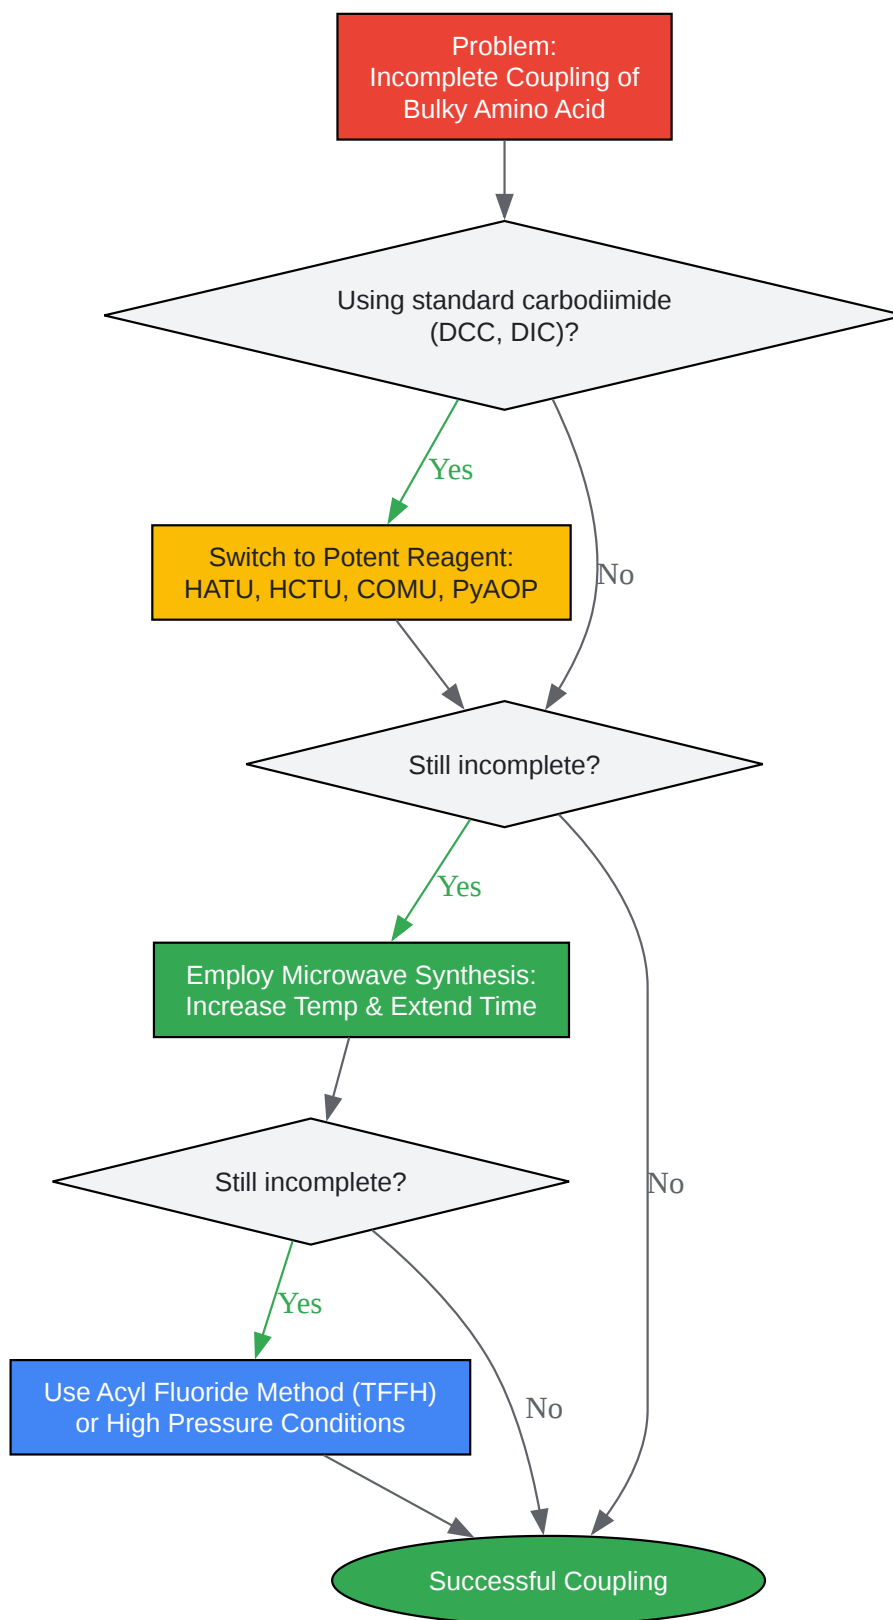 Problem:
Incomplete Coupling of
Bulky Amino Acid
Using standard carbodiimide
(DCC, DIC)?
Yes
Switch to Potent Reagent:
HATU, HCTU, COMU, PyAOP
No
Still incomplete?
Yes
Employ Microwave Synthesis:
Increase Temp & Extend Time
Still incomplete?
No
Yes
Use Acyl Fluoride Method (TFFH)
or High Pressure Conditions
No
Successful Coupling